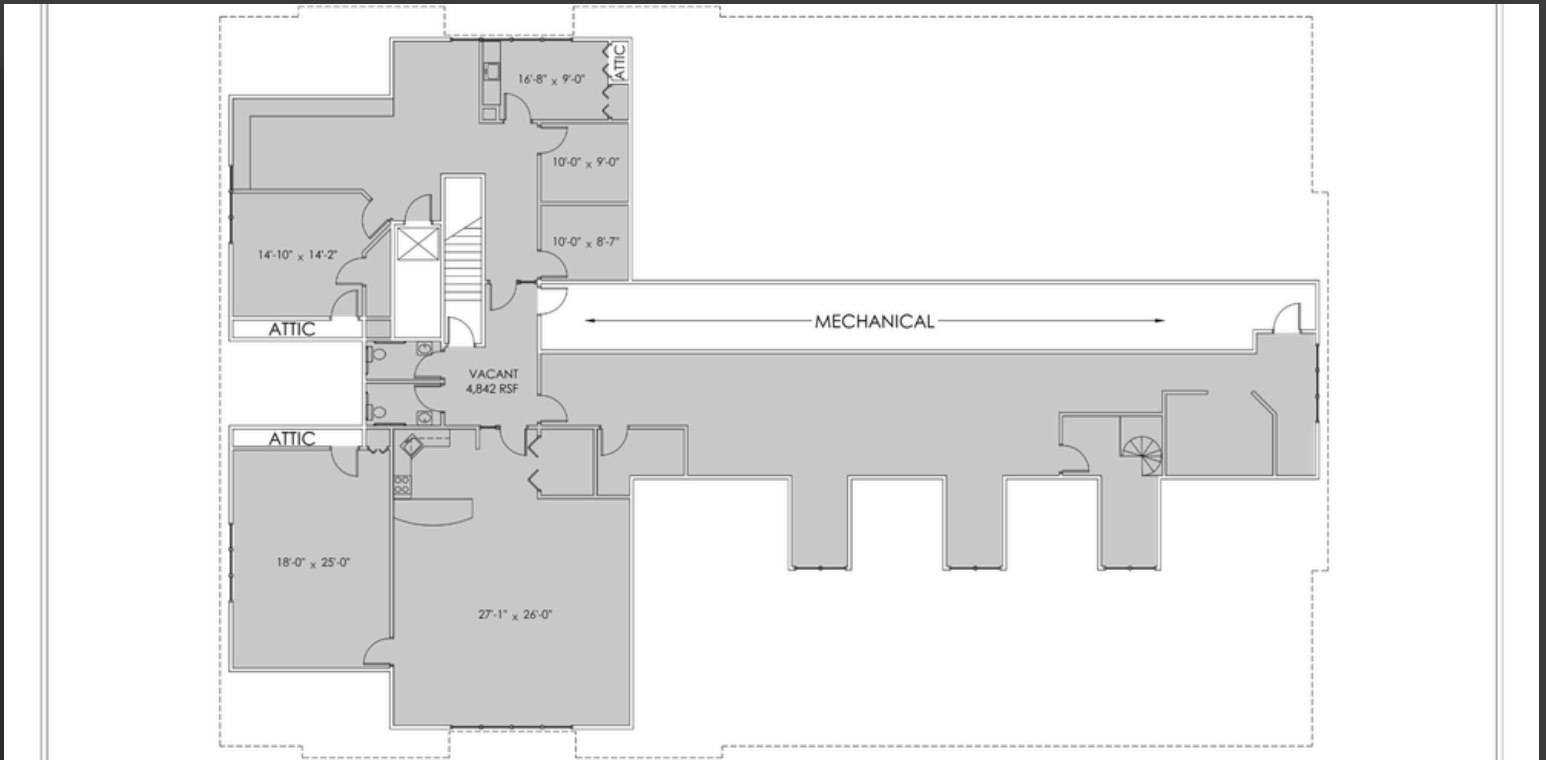 ATTIC
16'-8" x 9'-0"
10'-0" x 9'-0"
10'-0" x 8'-7"
14'-10" x 14'-2"
ATTIC
MECHANICAL
VACANT
4,842 RSF
ATTIC
18'-0" x 25'-0"
27'-1" x 26'-0"